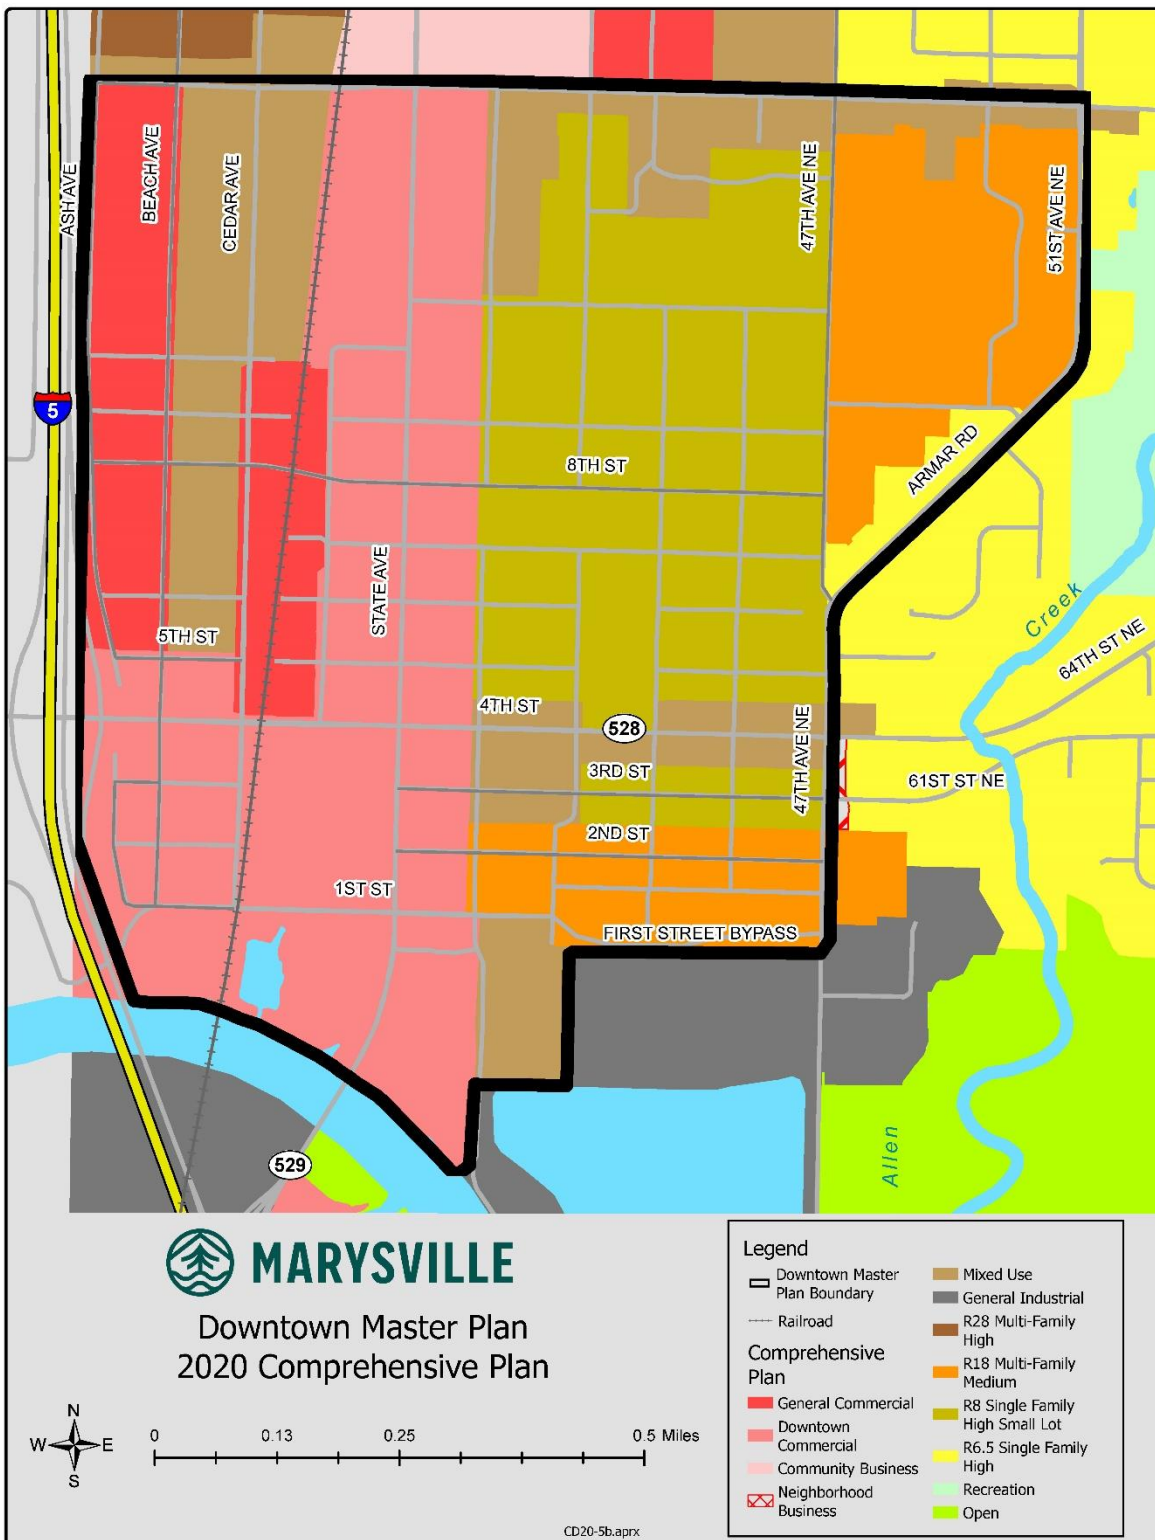 BEACH AVE
CEDAR AVE
ASH AVE
47TH AVE NE
51ST AVE NE
5
8TH ST
ARMAR RD
STATE AVE
5TH ST
Creek
64TH ST NE
4TH ST
528
3RD ST
47TH AVE NE
61ST ST NE
2ND ST
1ST ST
FIRST STREET BYPASS
Allen
529
MARYSVILLE
Downtown Master Plan
2020 Comprehensive Plan
N
W E
S
0 0.13 0.25 0.5 Miles
Legend
Downtown Master
Plan Boundary
Railroad
Comprehensive
Plan
General Commercial
Downtown
Commercial
Community Business
Neighborhood
Business
Mixed Use
General Industrial
R28 Multi-Family
High
R18 Multi-Family
Medium
R8 Single Family
High Small Lot
R6.5 Single Family
High
Recreation
Open
CD20-5b.aprx